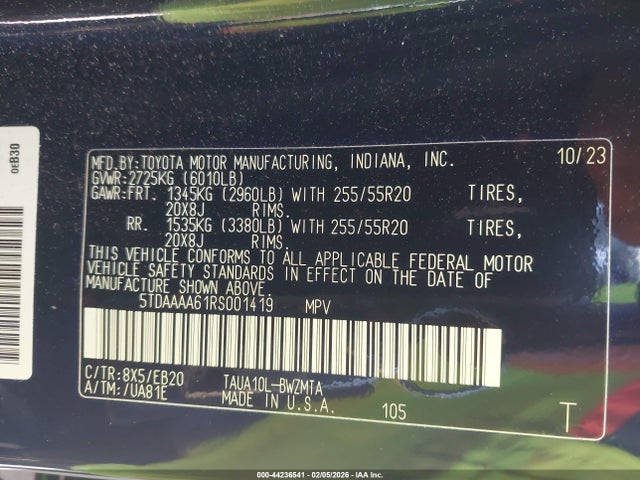 0EB30
MFD.BY:TOYOTA MOTOR MANUFACTURING, INDIANA, INC. 10/23
GVWR:2725KG (6010LB)
GAWR:FRT. 1345KG (2960LB) WITH 255/55R20 TIRES,
20X8J RIMS.
RR. 1535KG (3380LB) WITH 255/55R20 TIRES,
20X8J RIMS.
THIS VEHICLE CONFORMS TO ALL APPLICABLE FEDERAL MOTOR
VEHICLE SAFETY STANDARDS IN EFFECT ON THE DATE OF
MANUFACTURE SHOWN ABOVE.
5TDAAAA61RS001419 MPV
C/TR:8X5/EB20 TAUA10L-BWZMTA
A/TM:/UA81E MADE IN U.S.A. 105 T
000-44236541 - 02/05/2026 - IAA Inc.